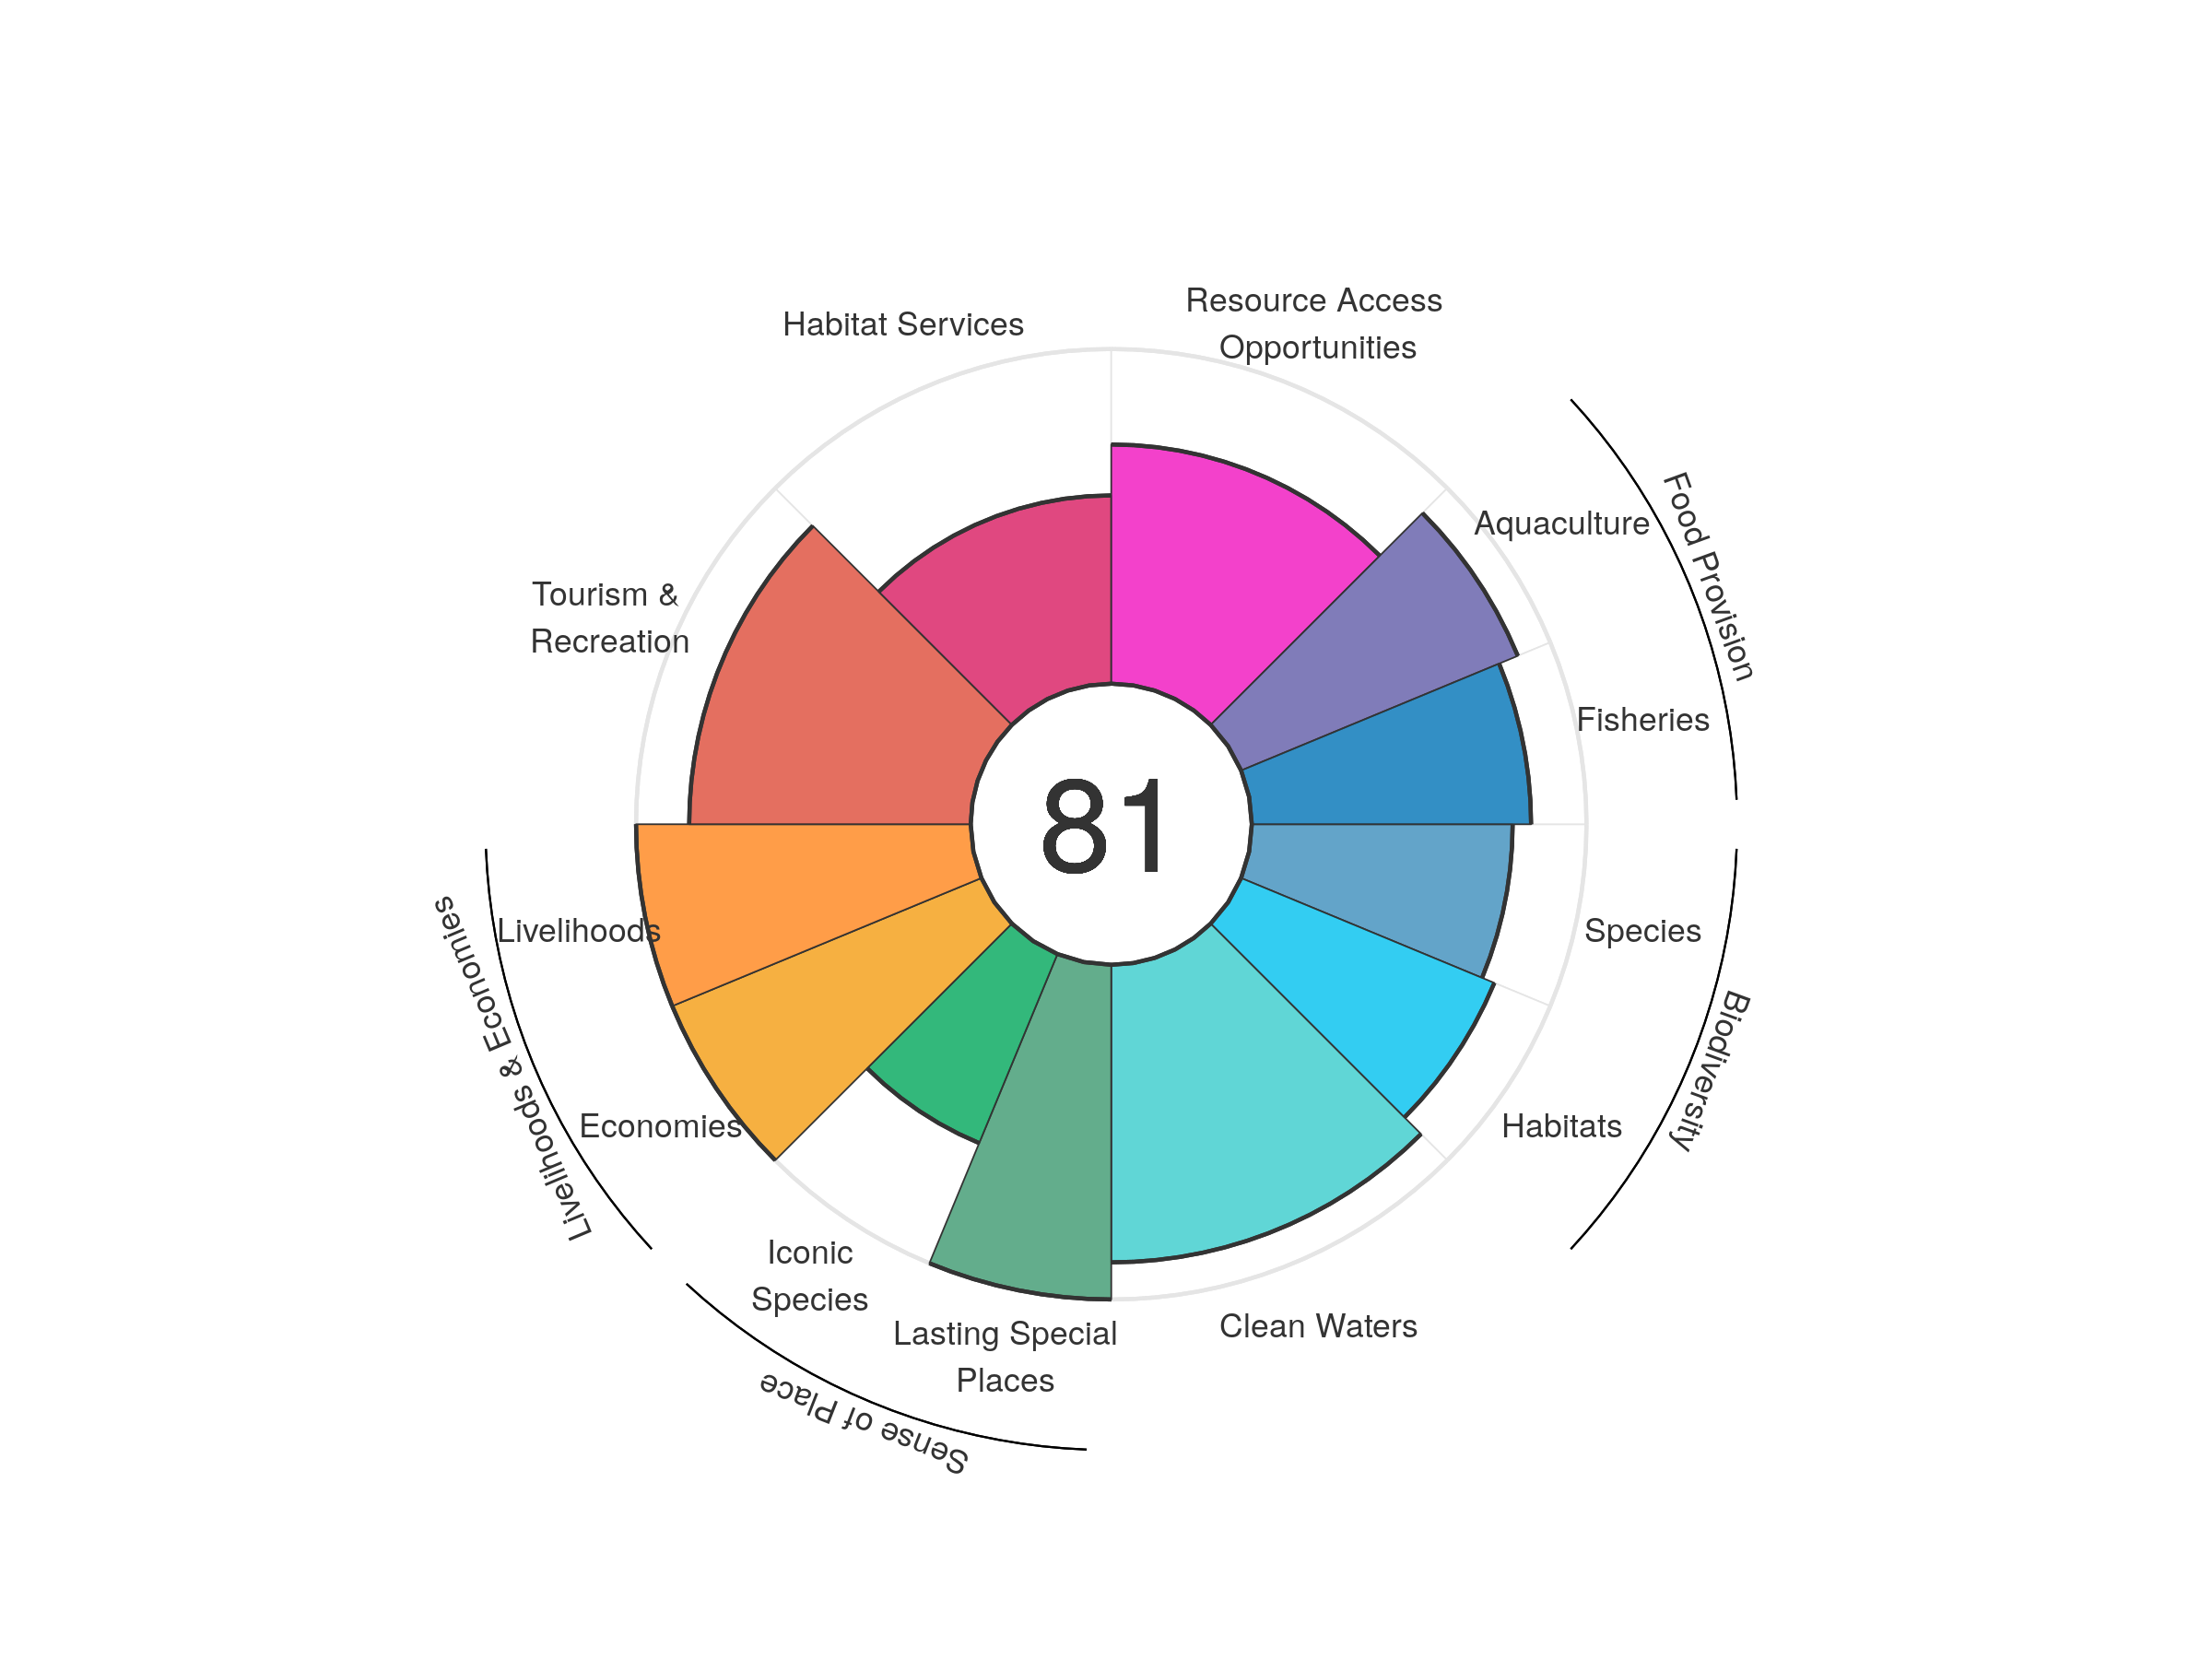 Resource Access
Opportunities
Habitat Services
Aquaculture
Food Provision
Tourism &
Recreation
Fisheries
81
Livelihoods
Species
Livelihoods & Economies
Biodiversity
Economies
Habitats
Iconic
Species
Lasting Special
Places
Clean Waters
Sense of Place